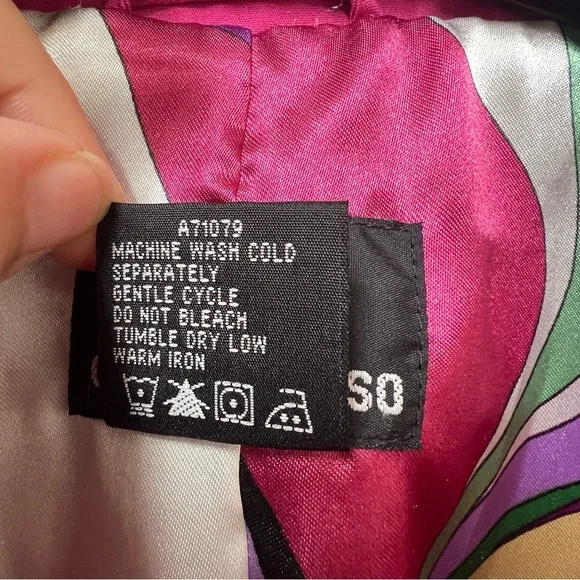 A71079
MACHINE WASH COLD
SEPARATELY
GENTLE CYCLE
DO NOT BLEACH
TUMBLE DRY LOW
WARM IRON
SO